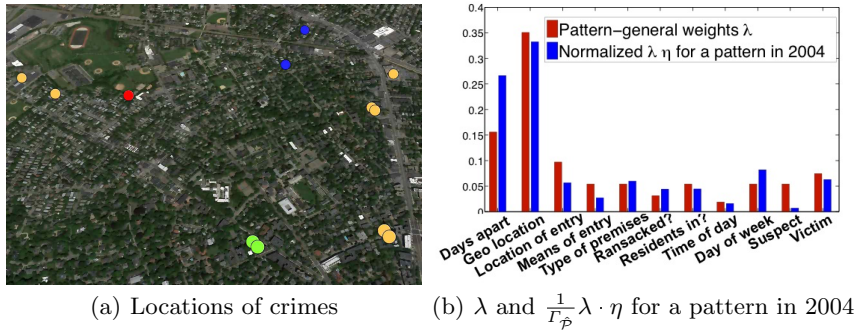 0.4
0.35
0.3
0.25
0.2
0.15
0.1
0.05
0
Pattern−general weights λ
Normalized λ η for a pattern in 2004
Days apart
Geo location
Location of entry
Means of entry
Type of premises
Ransacked?
Residents in?
Time of day
Day of week
Suspect
Victim
(a) Locations of crimes
(b) λ and 1/Γ_𝒫̂ λ · η for a pattern in 2004